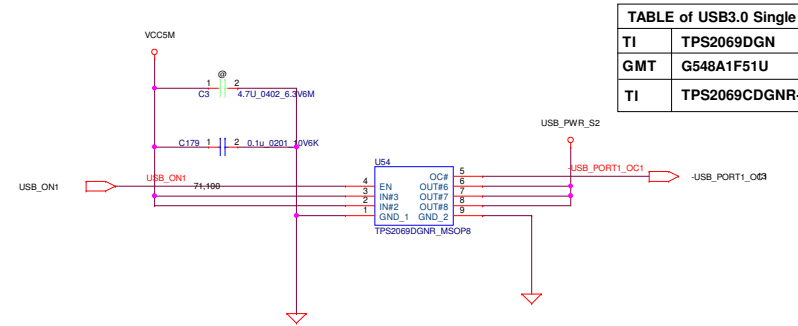 TABLE of USB3.0 Single
TI TPS2069DGN
GMT G548A1F51U
TI TPS2069CDGNR-
VCC5M
@
1 2
C3 4.7U_0402_6.3V6M
C179 1 2 0.1u_0201_10V6K
USB_PWR_S2
U54
USB_ON1
USB_ON1
71,100
4 EN
3 IN#3
2 IN#2
1 GND_1
OC# 5
OUT#6 6
OUT#7 7
OUT#8 8
GND_2 9
TPS2069DGNR_MSOP8
-USB_PORT1_OC1
-USB_PORT1_OC1